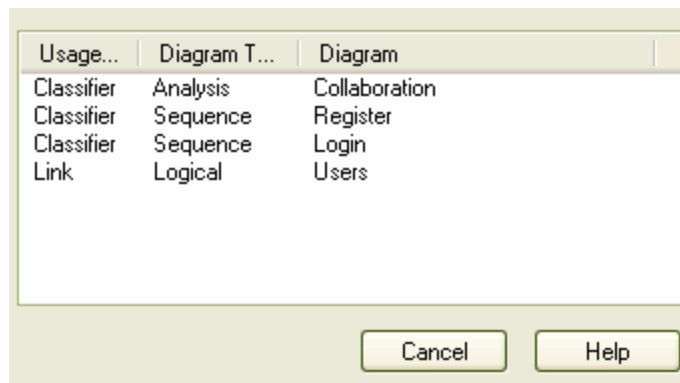 Usage... Diagram T... Diagram
Classifier Analysis Collaboration
Classifier Sequence Register
Classifier Sequence Login
Link Logical Users
Cancel Help